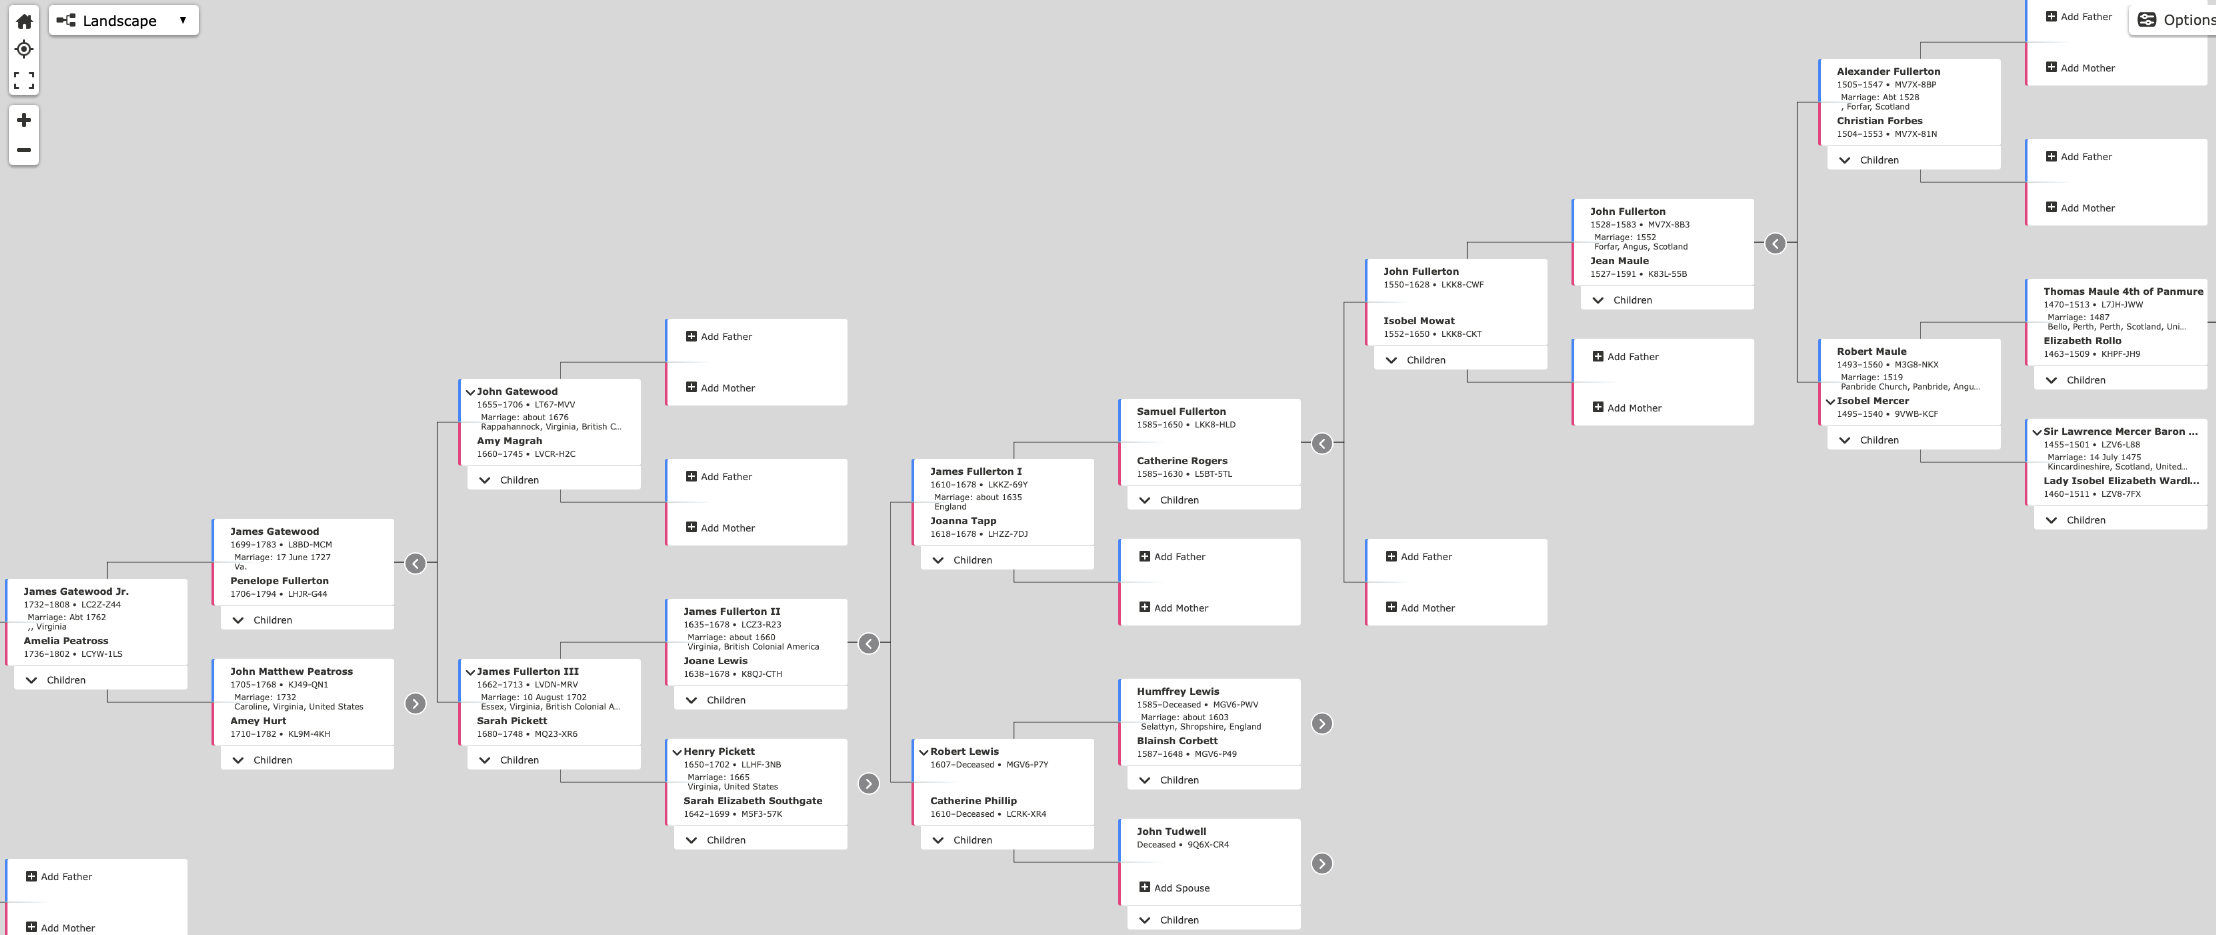 Landscape
Options
Add Father
Add Mother
Alexander Fullerton
1505–1547 • MV7X-8BP
Marriage: Abt 1528
, Forfar, Scotland
Christian Forbes
1504–1553 • MV7X-81N
Children
Add Father
Add Mother
John Fullerton
1528–1583 • MV7X-8B3
Marriage: 1552
Forfar, Angus, Scotland
Jean Maule
1527–1591 • K83L-55B
Children
Thomas Maule 4th of Panmure
1470–1513 • L7JH-JWW
Marriage: 1487
Bello, Perth, Perth, Scotland, Uni...
Elizabeth Rollo
1463–1509 • KHPF-JH9
Children
John Fullerton
1550–1628 • LKK8-CWF
Isobel Mowat
1552–1650 • LKK8-CKT
Children
Add Father
Add Mother
Robert Maule
1493–1560 • M3G8-NKX
Marriage: 1519
Panbride Church, Panbride, Angu...
Isobel Mercer
1495–1540 • 9VWB-KCF
Children
Sir Lawrence Mercer Baron ...
1455–1501 • LZV6-L88
Marriage: 14 July 1475
Kincardineshire, Scotland, United...
Lady Isobel Elizabeth Wardl...
1460–1511 • LZV8-7FX
Children
Add Father
Add Mother
John Gatewood
1655–1706 • LT67-MVV
Marriage: about 1676
Rappahannock, Virginia, British C...
Amy Magrah
1660–1745 • LVCR-H2C
Children
Add Father
Add Mother
Samuel Fullerton
1585–1650 • LKK8-HLD
Catherine Rogers
1585–1630 • L5BT-5TL
Children
James Fullerton I
1610–1678 • LKKZ-69Y
Marriage: about 1635
England
Joanna Tapp
1618–1678 • LHZZ-7DJ
Children
Add Father
Add Mother
Add Father
Add Mother
James Gatewood
1699–1783 • L8BD-MCM
Marriage: 17 June 1727
Va.
Penelope Fullerton
1706–1794 • LHJR-G44
Children
James Gatewood Jr.
1732–1808 • LC2Z-Z44
Marriage: Abt 1762
,, Virginia
Amelia Peatross
1736–1802 • LCYW-1LS
Children
John Matthew Peatross
1705–1768 • KJ49-QN1
Marriage: 1732
Caroline, Virginia, United States
Amey Hurt
1710–1782 • KL9M-4KH
Children
James Fullerton III
1662–1713 • LVDN-MRV
Marriage: 10 August 1702
Essex, Virginia, British Colonial A...
Sarah Pickett
1680–1748 • MQ23-XR6
Children
James Fullerton II
1635–1678 • LCZ3-R23
Marriage: about 1660
Virginia, British Colonial America
Joane Lewis
1638–1678 • K8QJ-CTH
Children
Henry Pickett
1650–1702 • LLHF-3NB
Marriage: 1665
Virginia, United States
Sarah Elizabeth Southgate
1642–1699 • M5F3-57K
Children
Robert Lewis
1607–Deceased • MGV6-P7Y
Catherine Phillip
1610–Deceased • LCRK-XR4
Children
Humffrey Lewis
1585–Deceased • MGV6-PWV
Marriage: about 1603
Selattyn, Shropshire, England
Blainsh Corbett
1587–1648 • MGV6-P49
Children
John Tudwell
Deceased • 9Q6X-CR4
Add Spouse
Children
Add Father
Add Mother